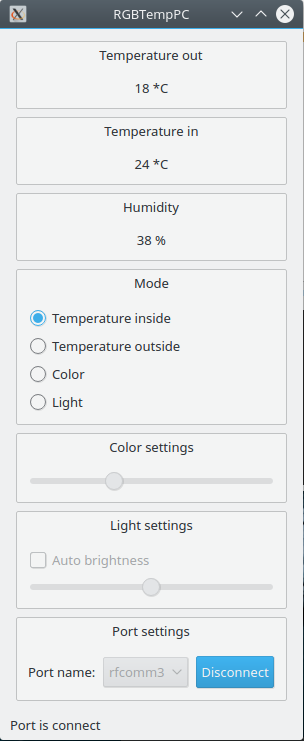 RGBTempPC
Temperature out
18 *C
Temperature in
24 *C
Humidity
38 %
Mode
Temperature inside
Temperature outside
Color
Light
Color settings
Light settings
Auto brightness
Port settings
Port name: rfcomm3 Disconnect
Port is connect